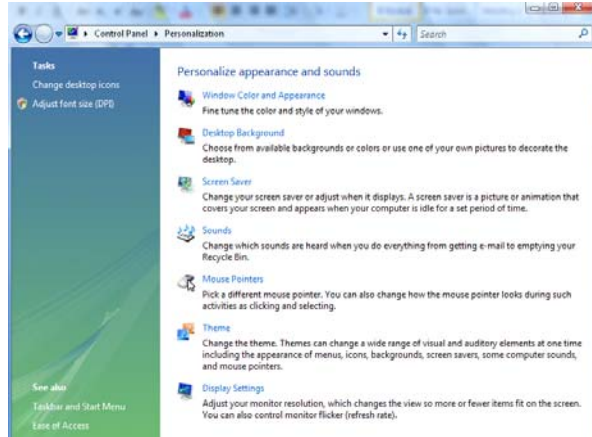 Control Panel ▸ Personalization
Search
Tasks
Change desktop icons
Adjust font size (DPI)
Personalize appearance and sounds
Window Color and Appearance
Fine tune the color and style of your windows.
Desktop Background
Choose from available backgrounds or colors or use one of your own pictures to decorate the
desktop.
Screen Saver
Change your screen saver or adjust when it displays. A screen saver is a picture or animation that
covers your screen and appears when your computer is idle for a set period of time.
Sounds
Change which sounds are heard when you do everything from getting e-mail to emptying your
Recycle Bin.
Mouse Pointers
Pick a different mouse pointer. You can also change how the mouse pointer looks during such
activities as clicking and selecting.
Theme
Change the theme. Themes can change a wide range of visual and auditory elements at one time
including the appearance of menus, icons, backgrounds, screen savers, some computer sounds,
and mouse pointers.
Display Settings
Adjust your monitor resolution, which changes the view so more or fewer items fit on the screen.
You can also control monitor flicker (refresh rate).
See also
Taskbar and Start Menu
Ease of Access